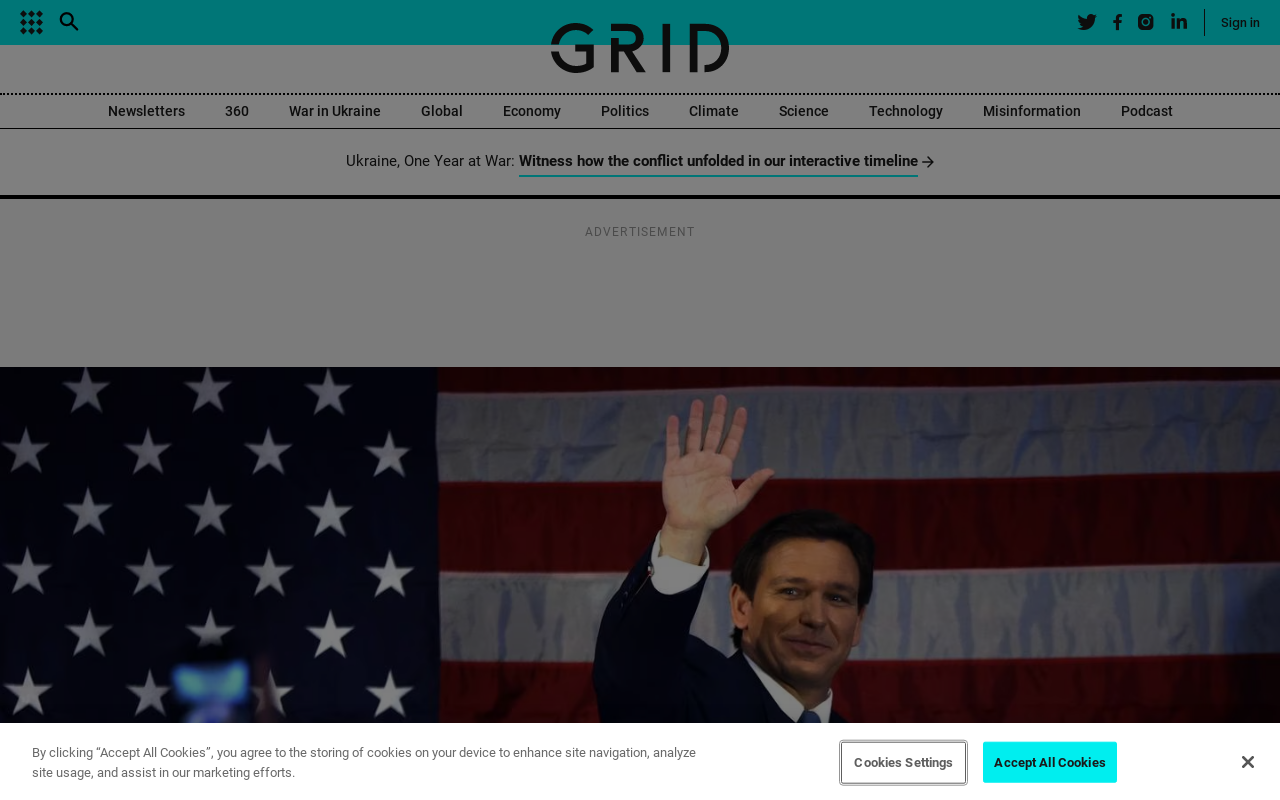 Sign in
GRID
Newsletters 360 War in Ukraine Global Economy Politics Climate Science Technology Misinformation Podcast
Ukraine, One Year at War: Witness how the conflict unfolded in our interactive timeline
ADVERTISEMENT
By clicking “Accept All Cookies”, you agree to the storing of cookies on your device to enhance site navigation, analyze
site usage, and assist in our marketing efforts.
Cookies Settings
Accept All Cookies